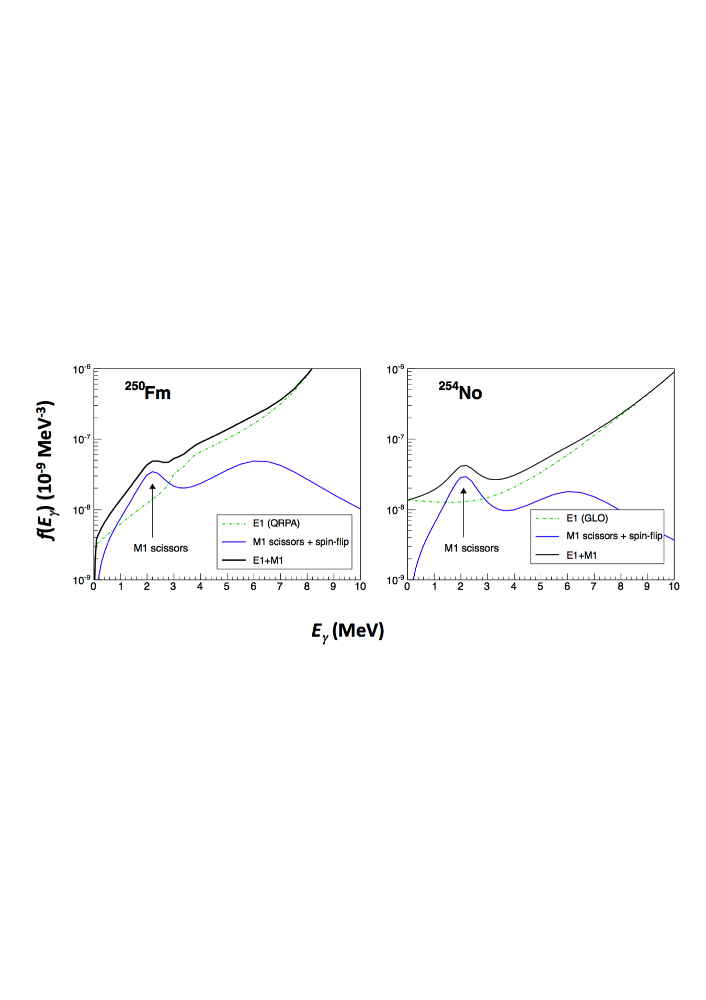 ²⁵⁰Fm
f(Eγ) (10⁻⁹ MeV⁻³)
10⁻⁶
10⁻⁷
10⁻⁸
10⁻⁹
M1 scissors
E1 (QRPA)
M1 scissors + spin-flip
E1+M1
0 1 2 3 4 5 6 7 8 9 10
²⁵⁴No
10⁻⁶
10⁻⁷
10⁻⁸
10⁻⁹
M1 scissors
E1 (GLO)
M1 scissors + spin-flip
E1+M1
0 1 2 3 4 5 6 7 8 9 10
Eγ (MeV)